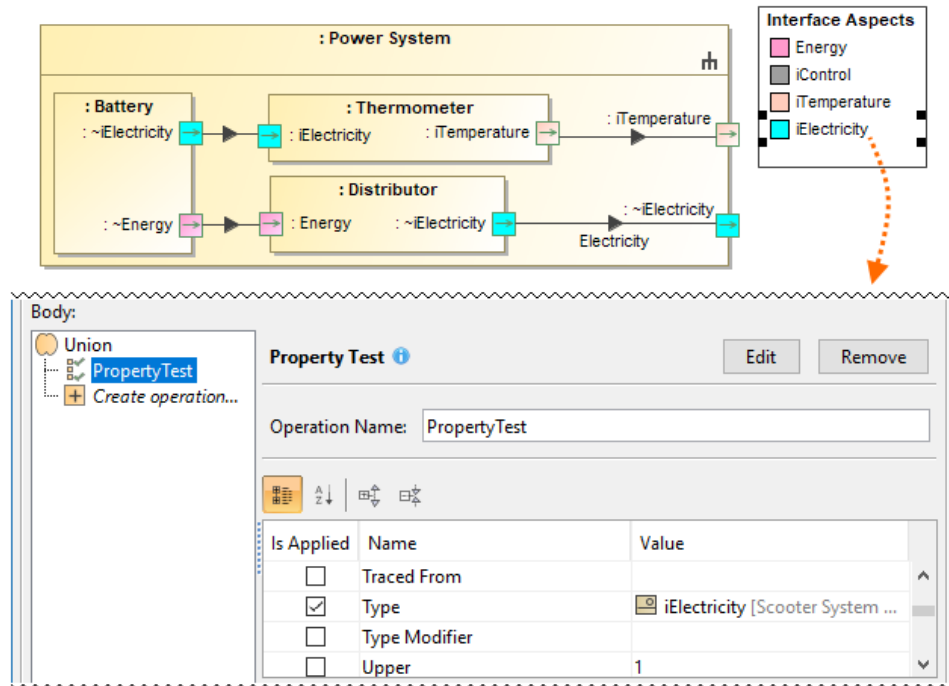 : Power System
: Battery
: ~iElectricity
: ~Energy
: Thermometer
: iElectricity
: iTemperature
: iTemperature
: Distributor
: Energy
: ~iElectricity
: ~iElectricity
Electricity
Interface Aspects
Energy
iControl
iTemperature
iElectricity
Body:
Union
PropertyTest
Create operation...
Property Test
Edit
Remove
Operation Name: PropertyTest
Is Applied Name Value
Traced From
Type iElectricity [Scooter System ...
Type Modifier
Upper 1